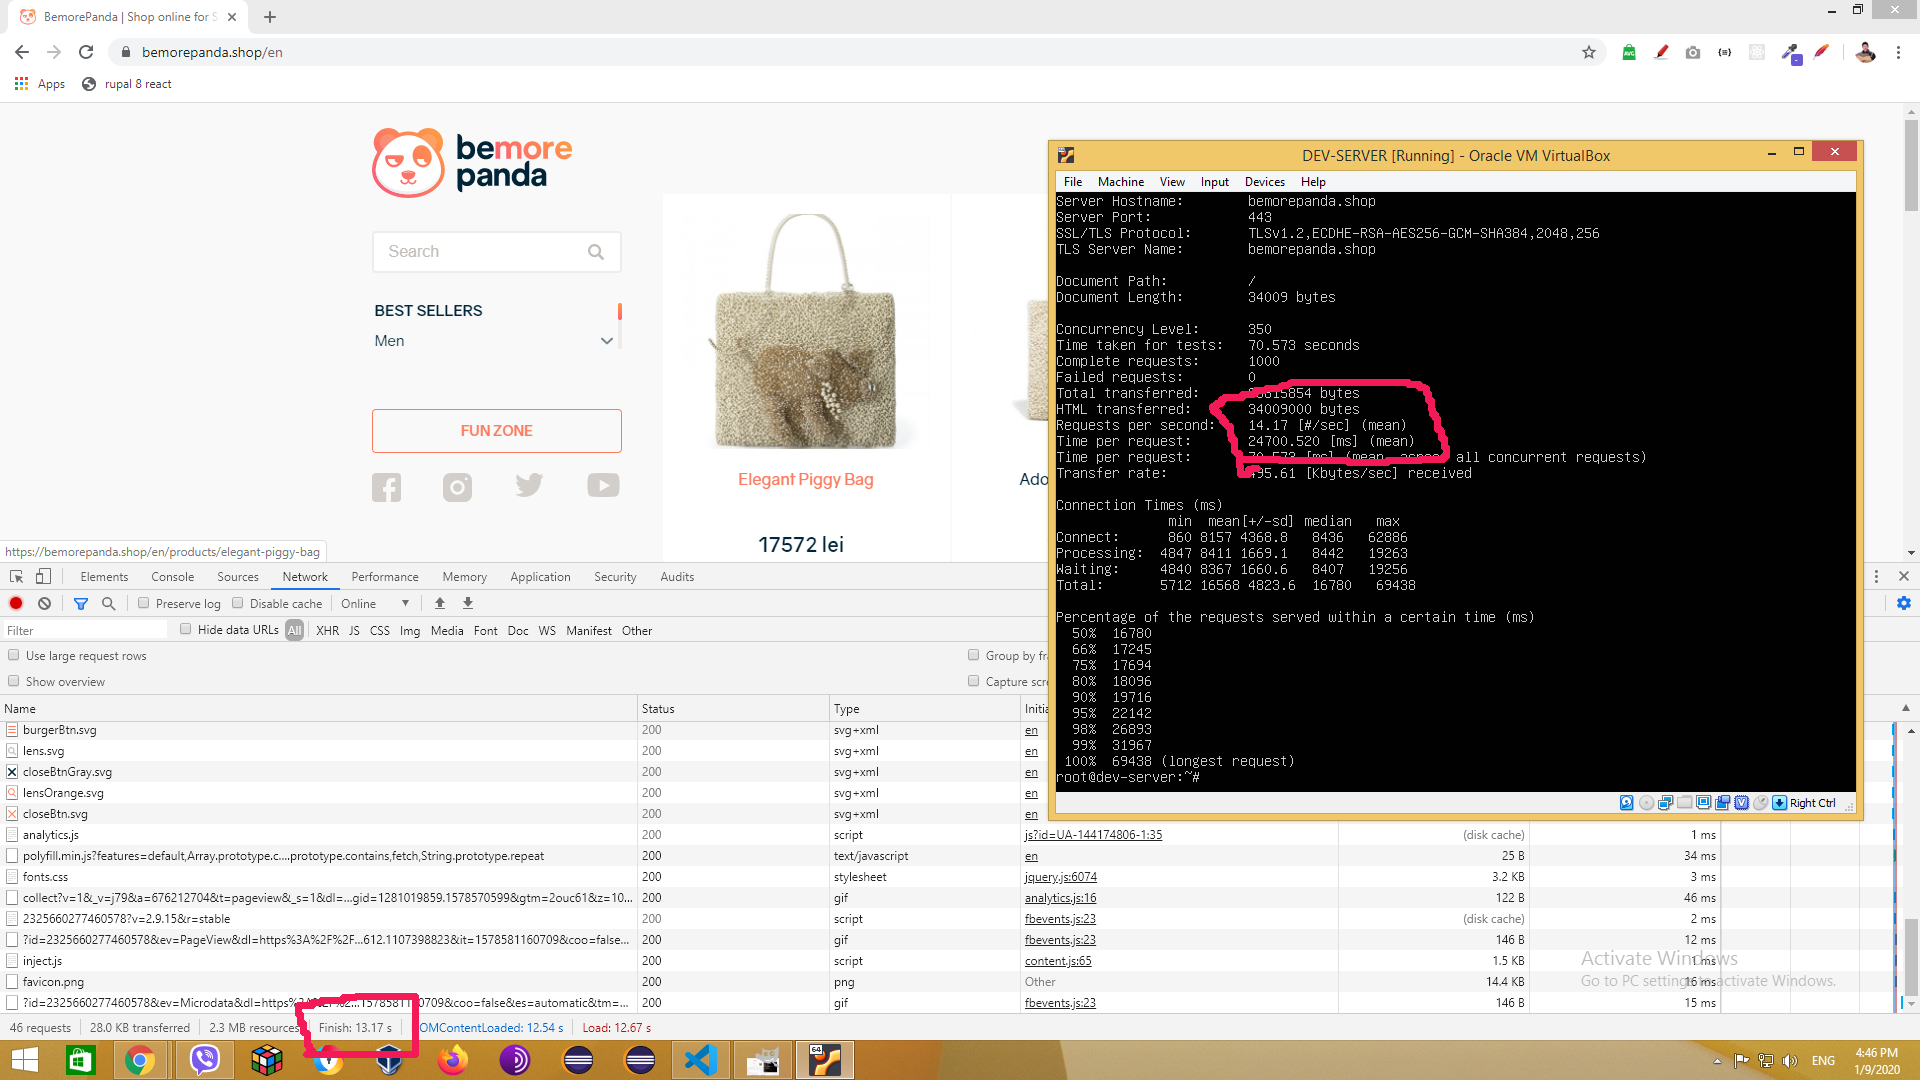 BemorePanda | Shop online for S
bemorepanda.shop/en
Apps rupal 8 react
bemore
panda
Search
BEST SELLERS
Men
FUN ZONE
Elegant Piggy Bag
17572 lei
Ado
https://bemorepanda.shop/en/products/elegant-piggy-bag
DEV-SERVER [Running] - Oracle VM VirtualBox
File Machine View Input Devices Help
Server Hostname: bemorepanda.shop
Server Port: 443
SSL/TLS Protocol: TLSv1.2,ECDHE-RSA-AES256-GCM-SHA384,2048,256
TLS Server Name: bemorepanda.shop
Document Path: /
Document Length: 34009 bytes
Concurrency Level: 350
Time taken for tests: 70.573 seconds
Complete requests: 1000
Failed requests: 0
Total transferred: bytes
HTML transferred: 34009000 bytes
Requests per second: 14.17 [#/sec] (mean)
Time per request: 24700.520 [ms] (mean)
Time per request: 70.573 [ms] (mean, across all concurrent requests)
Transfer rate: 495.61 [Kbytes/sec] received
Connection Times (ms)
min mean[+/-sd] median max
Connect: 860 8157 4368.8 8436 62886
Processing: 4847 8411 1669.1 8442 19263
Waiting: 4840 8367 1660.6 8407 19256
Total: 5712 16568 4823.6 16780 69438
Percentage of the requests served within a certain time (ms)
50% 16780
66% 17245
75% 17694
80% 18096
90% 19716
95% 22142
98% 26893
99% 31967
100% 69438 (longest request)
root@dev-server:~#
Right Ctrl
Elements Console Sources Network Performance Memory Application Security Audits
Preserve log Disable cache Online
Filter Hide data URLs All XHR JS CSS Img Media Font Doc WS Manifest Other
Use large request rows Group by fr
Show overview Capture scr
Name Status Type Initia
burgerBtn.svg 200 svg+xml en
lens.svg 200 svg+xml en
closeBtnGray.svg 200 svg+xml en
lensOrange.svg 200 svg+xml en
closeBtn.svg 200 svg+xml en
analytics.js 200 script js?id=UA-144174806-1:35 (disk cache) 1 ms
polyfill.min.js?features=default,Array.prototype.c....prototype.contains,fetch,String.prototype.repeat 200 text/javascript en 25 B 34 ms
fonts.css 200 stylesheet jquery.js:6074 3.2 KB 3 ms
collect?v=1&_v=j79&a=676212704&t=pageview&_s=1&dl=...gid=1281019859.1578570599&gtm=2ouc61&z=10... 200 gif analytics.js:16 122 B 46 ms
2325660277460578?v=2.9.15&r=stable 200 script fbevents.js:23 (disk cache) 2 ms
?id=2325660277460578&ev=PageView&dl=https%3A%2F%2F...612.1107398823&it=1578581160709&coo=false... 200 gif fbevents.js:23 146 B 12 ms
inject.js 200 script content.js:65 1.5 KB 1 ms
favicon.png 200 png Other 14.4 KB 16 ms
?id=2325660277460578&ev=Microdata&dl=https%3A%2F%2...1578581160709&coo=false&es=automatic&tm=... 200 gif fbevents.js:23 146 B 15 ms
Activate Windows
Go to PC settings to activate Windows.
46 requests 28.0 KB transferred 2.3 MB resources Finish: 13.17 s OMContentLoaded: 12.54 s Load: 12.67 s
64
ENG
4:46 PM
1/9/2020